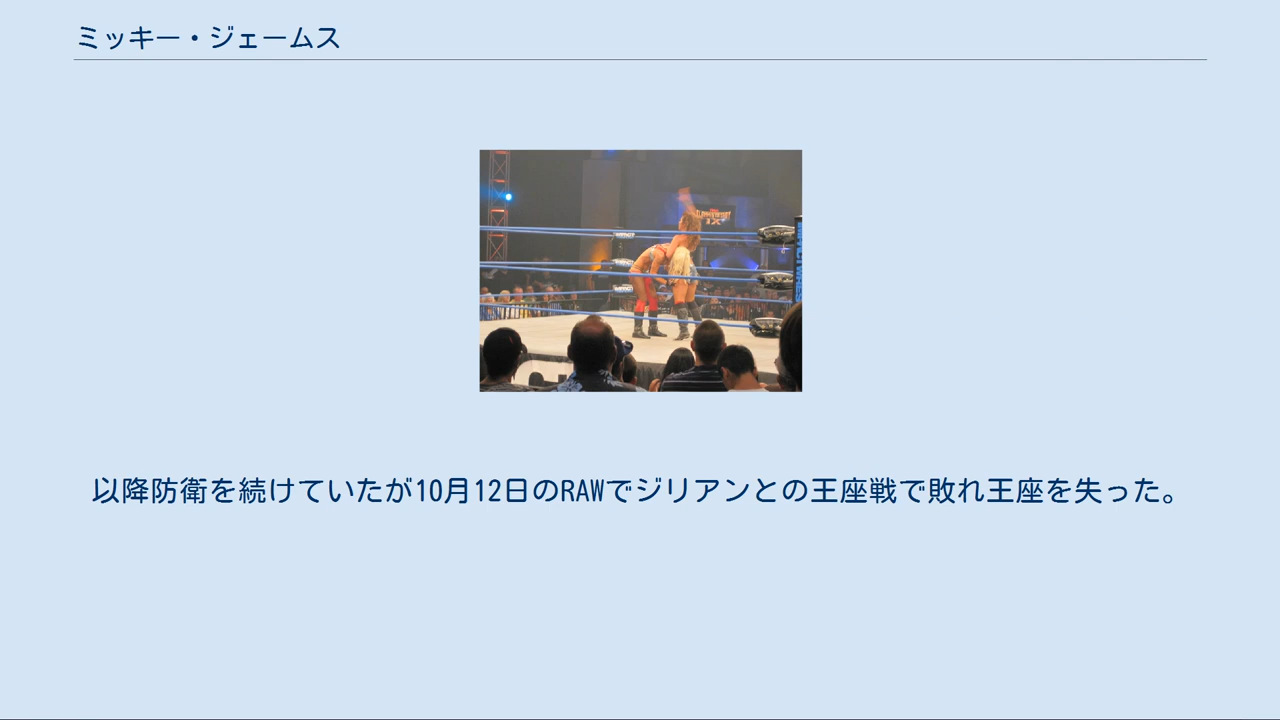 ミッキー・ジェームス
以降防衛を続けていたが10月12日のRAWでジリアンとの王座戦で敗れ王座を失った。